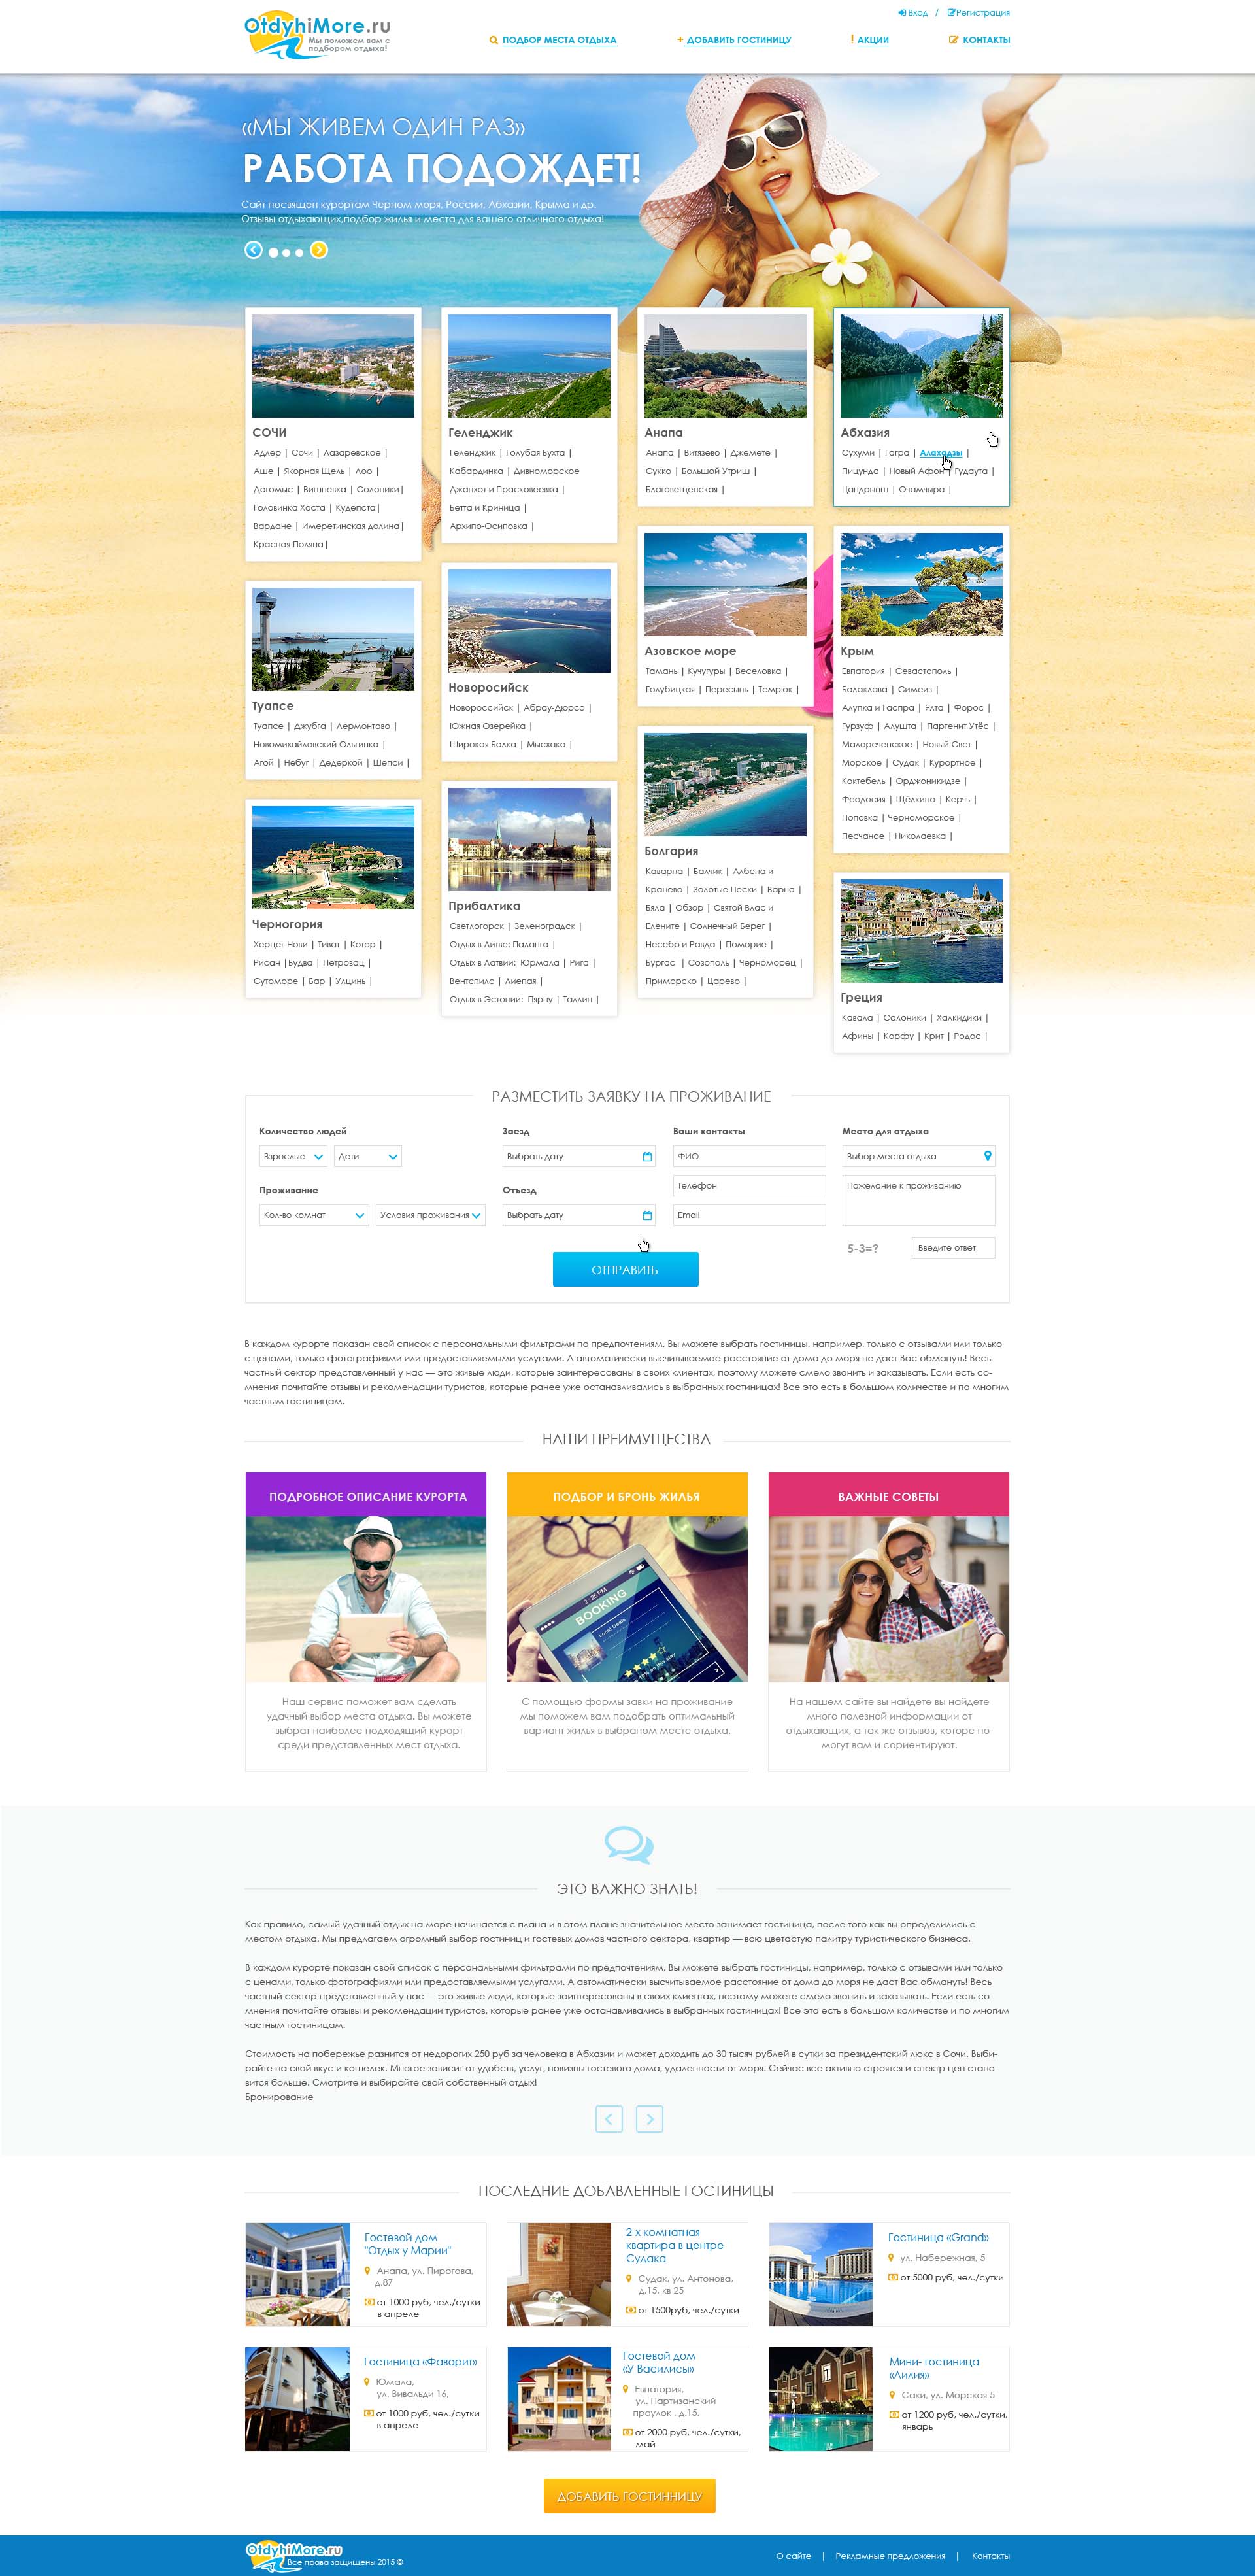 OtdyhiMore.ru
Мы поможем вам с
подбором отдыха!
Вход / Регистрация
ПОДБОР МЕСТА ОТДЫХА
+ ДОБАВИТЬ ГОСТИНИЦУ
! АКЦИИ
КОНТАКТЫ
«МЫ ЖИВЕМ ОДИН РАЗ»
РАБОТА ПОДОЖДЕТ!
Сайт посвящен курортам Черном моря, России, Абхазии, Крыма и др.
Отзывы отдыхающих,подбор жилья и места для вашего отличного отдыха!
СОЧИ
Адлер | Сочи | Лазаревское |
Аше | Якорная Щель | Лоо |
Дагомыс | Вишневка | Солоники|
Головинка Хоста | Кудепста|
Вардане | Имеретинская долина|
Красная Поляна|
Геленджик
Геленджик | Голубая Бухта |
Кабардинка | Дивноморское
Джанхот и Прасковеевка |
Бетта и Криница |
Архипо-Осиповка |
Анапа
Анапа | Витязево | Джемете |
Сукко | Большой Утриш |
Благовещенская |
Абхазия
Сухуми | Гагра | Алахадзы |
Пицунда | Новый Афон | Гудаута |
Цандрыпш | Очамчыра |
Туапсе
Туапсе | Джубга | Лермонтово |
Новомихайловский Ольгинка |
Агой | Небуг | Дедеркой | Шепси |
Новоросийск
Новороссийск | Абрау-Дюрсо |
Южная Озерейка |
Широкая Балка | Мысхако |
Азовское море
Тамань | Кучугуры | Веселовка |
Голубицкая | Пересыпь | Темрюк |
Крым
Евпатория | Севастополь |
Балаклава | Симеиз |
Алупка и Гаспра | Ялта | Форос |
Гурзуф | Алушта | Партенит Утёс |
Малореченское | Новый Свет |
Морское | Судак | Курортное |
Коктебель | Орджоникидзе |
Феодосия | Щёлкино | Керчь |
Поповка | Черноморское |
Песчаное | Николаевка |
Черногория
Херцег-Нови | Тиват | Котор |
Рисан |Будва | Петровац |
Сутоморе | Бар | Улцинь |
Прибалтика
Светлогорск | Зеленоградск |
Отдых в Литве: Паланга |
Отдых в Латвии: Юрмала | Рига |
Вентспилс | Лиепая |
Отдых в Эстонии: Пярну | Таллин |
Болгария
Каварна | Балчик | Албена и
Кранево | Золотые Пески | Варна |
Бяла | Обзор | Святой Влас и
Елените | Солнечный Берег |
Несебр и Равда | Поморие |
Бургас | Созополь | Черноморец |
Приморско | Царево |
Греция
Кавала | Салоники | Халкидики |
Афины | Корфу | Крит | Родос |
РАЗМЕСТИТЬ ЗАЯВКУ НА ПРОЖИВАНИЕ
Количество людей
Взрослые
Дети
Проживание
Кол-во комнат
Условия проживания
Заезд
Выбрать дату
Отъезд
Выбрать дату
Ваши контакты
ФИО
Телефон
Email
Место для отдыха
Выбор места отдыха
Пожелание к проживанию
5-3=?
Введите ответ
ОТПРАВИТЬ
В каждом курорте показан свой список с персональными фильтрами по предпочтениям, Вы можете выбрать гостиницы, например, только с отзывами или только
с ценами, только фотографиями или предоставляемыми услугами. А автоматически высчитываемое расстояние от дома до моря не даст Вас обмануть! Весь
частный сектор представленный у нас — это живые люди, которые заинтересованы в своих клиентах, поэтому можете смело звонить и заказывать. Если есть со-
мнения почитайте отзывы и рекомендации туристов, которые ранее уже останавливались в выбранных гостиницах! Все это есть в большом количестве и по многим
частным гостиницам.
НАШИ ПРЕИМУЩЕСТВА
ПОДРОБНОЕ ОПИСАНИЕ КУРОРТА
Наш сервис поможет вам сделать
удачный выбор места отдыха. Вы можете
выбрат наиболее подходящий курорт
среди представленных мест отдыха.
ПОДБОР И БРОНЬ ЖИЛЬЯ
2:25 PM
BOOKING
Local Deals
С помощью формы завки на проживание
мы поможем вам подобрать оптимальный
вариант жилья в выбраном месте отдыха.
ВАЖНЫЕ СОВЕТЫ
На нашем сайте вы найдете вы найдете
много полезной информации от
отдыхающих, а так же отзывов, которе по-
могут вам и сориентируют.
ЭТО ВАЖНО ЗНАТЬ!
Как правило, самый удачный отдых на море начинается с плана и в этом плане значительное место занимает гостиница, после того как вы определились с
местом отдыха. Мы предлагаем огромный выбор гостиниц и гостевых домов частного сектора, квартир — всю цветастую палитру туристического бизнеса.
В каждом курорте показан свой список с персональными фильтрами по предпочтениям, Вы можете выбрать гостиницы, например, только с отзывами или только
с ценами, только фотографиями или предоставляемыми услугами. А автоматически высчитываемое расстояние от дома до моря не даст Вас обмануть! Весь
частный сектор представленный у нас — это живые люди, которые заинтересованы в своих клиентах, поэтому можете смело звонить и заказывать. Если есть со-
мнения почитайте отзывы и рекомендации туристов, которые ранее уже останавливались в выбранных гостиницах! Все это есть в большом количестве и по многим
частным гостиницам.
Стоимость на побережье разнится от недорогих 250 руб за человека в Абхазии и может доходить до 30 тысяч рублей в сутки за президентский люкс в Сочи. Выби-
райте на свой вкус и кошелек. Многое зависит от удобств, услуг, новизны гостевого дома, удаленности от моря. Сейчас все активно строятся и спектр цен стано-
вится больше. Смотрите и выбирайте свой собственный отдых!
Бронирование
ПОСЛЕДНИЕ ДОБАВЛЕННЫЕ ГОСТИНИЦЫ
Гостевой дом
"Отдых у Марии"
Анапа, ул. Пирогова,
д.87
от 1000 руб, чел./сутки
в апреле
2-х комнатная
квартира в центре
Судака
Судак, ул. Антонова,
д.15, кв 25
от 1500руб, чел./сутки
Гостиница «Grand»
ул. Набережная, 5
от 5000 руб, чел./сутки
Гостиница «Фаворит»
Юмала,
ул. Вивальди 16,
от 1000 руб, чел./сутки
в апреле
Гостевой дом
«У Василисы»
Евпатория,
ул. Партизанский
проулок , д.15,
от 2000 руб, чел./сутки,
май
Мини- гостиница
«Лилия»
Саки, ул. Морская 5
от 1200 руб, чел./сутки,
январь
ДОБАВИТЬ ГОСТИННИЦУ
OtdyhiMore.ru
Все права защищены 2015 ©
О сайте | Рекламные предложения | Контакты